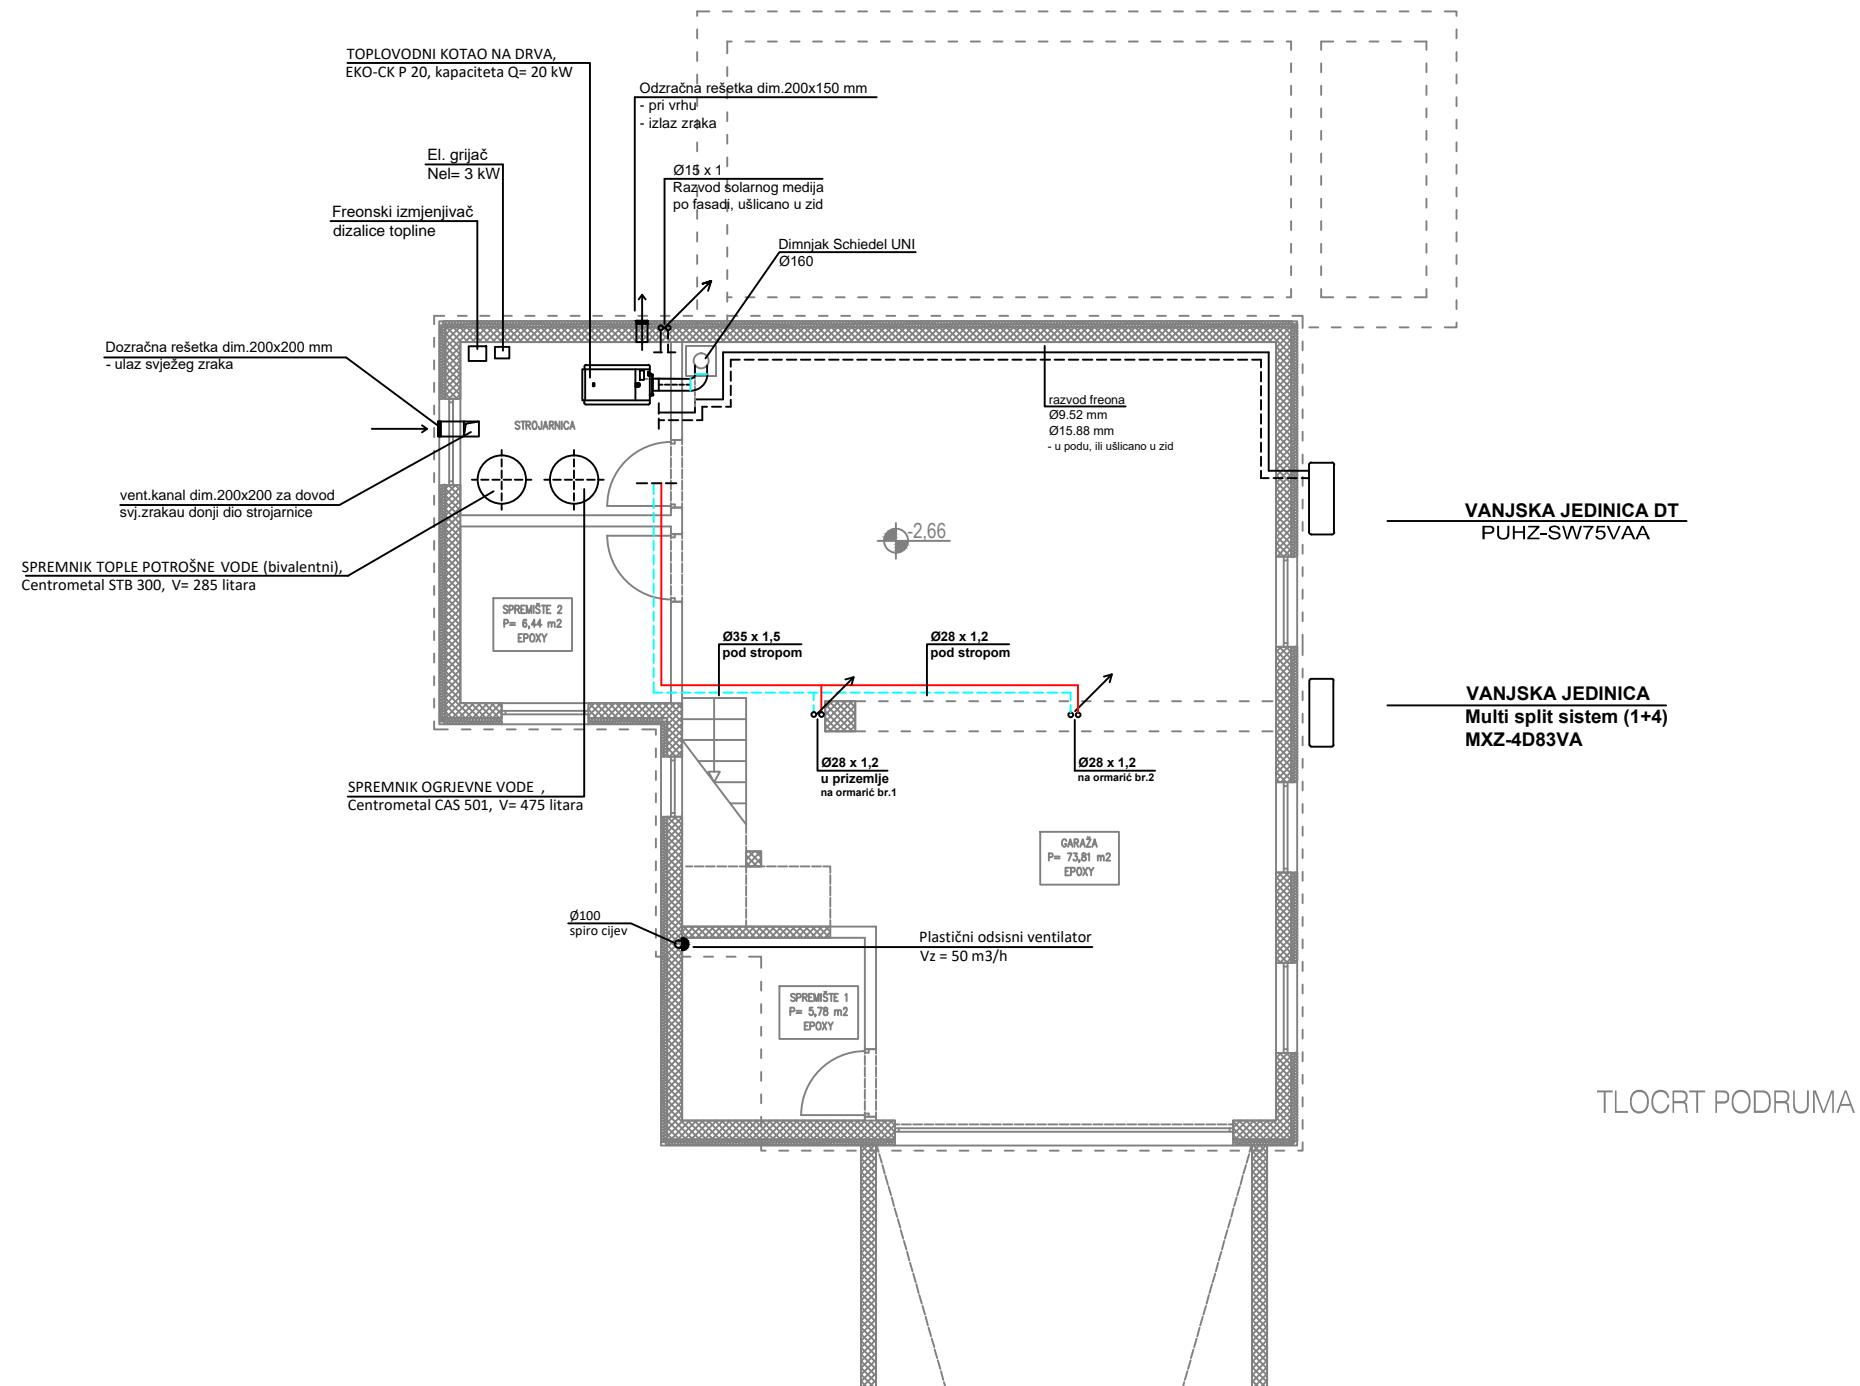 TOPLOVODNI KOTAO NA DRVA,
EKO-CK P 20, kapaciteta Q= 20 kW
Odzračna rešetka dim.200x150 mm
- pri vrhu
- izlaz zraka
El. grijač
Nel= 3 kW
Ø15 x 1
Razvod solarnog medija
po fasadi, ušlicano u zid
Freonski izmjenjivač
dizalice topline
Dimnjak Schiedel UNI
Ø160
Dozračna rešetka dim.200x200 mm
- ulaz svježeg zraka
STROJARNICA
razvod freona
Ø9.52 mm
Ø15.88 mm
- u podu, ili ušlicano u zid
vent.kanal dim.200x200 za dovod
svj.zrakau donji dio strojarnice
VANJSKA JEDINICA DT
PUHZ-SW75VAA
-2,66
SPREMNIK TOPLE POTROŠNE VODE (bivalentni),
Centrometal STB 300, V= 285 litara
SPREMIŠTE 2
P= 6,44 m2
EPOXY
Ø35 x 1,5
pod stropom
Ø28 x 1,2
pod stropom
VANJSKA JEDINICA
Multi split sistem (1+4)
MXZ-4D83VA
Ø28 x 1,2
u prizemlje
na ormarić br.1
Ø28 x 1,2
na ormarić br.2
SPREMNIK OGRJEVNE VODE ,
Centrometal CAS 501, V= 475 litara
GARAŽA
P= 73,81 m2
EPOXY
Ø100
spiro cijev
Plastični odsisni ventilator
Vz = 50 m3/h
SPREMIŠTE 1
P= 5,78 m2
EPOXY
TLOCRT PODRUMA